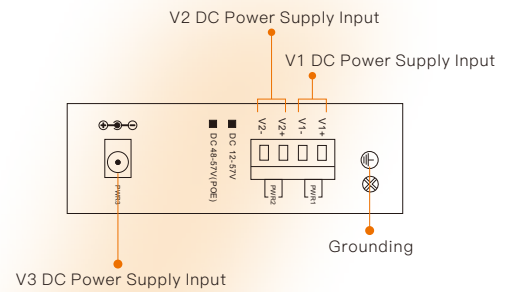 V2 DC Power Supply Input
V1 DC Power Supply Input
V2-
V2+
V1-
V1+
DC 12-57V
DC 48-57V(POE)
PWR3
PWR2
PWR1
Grounding
V3 DC Power Supply Input